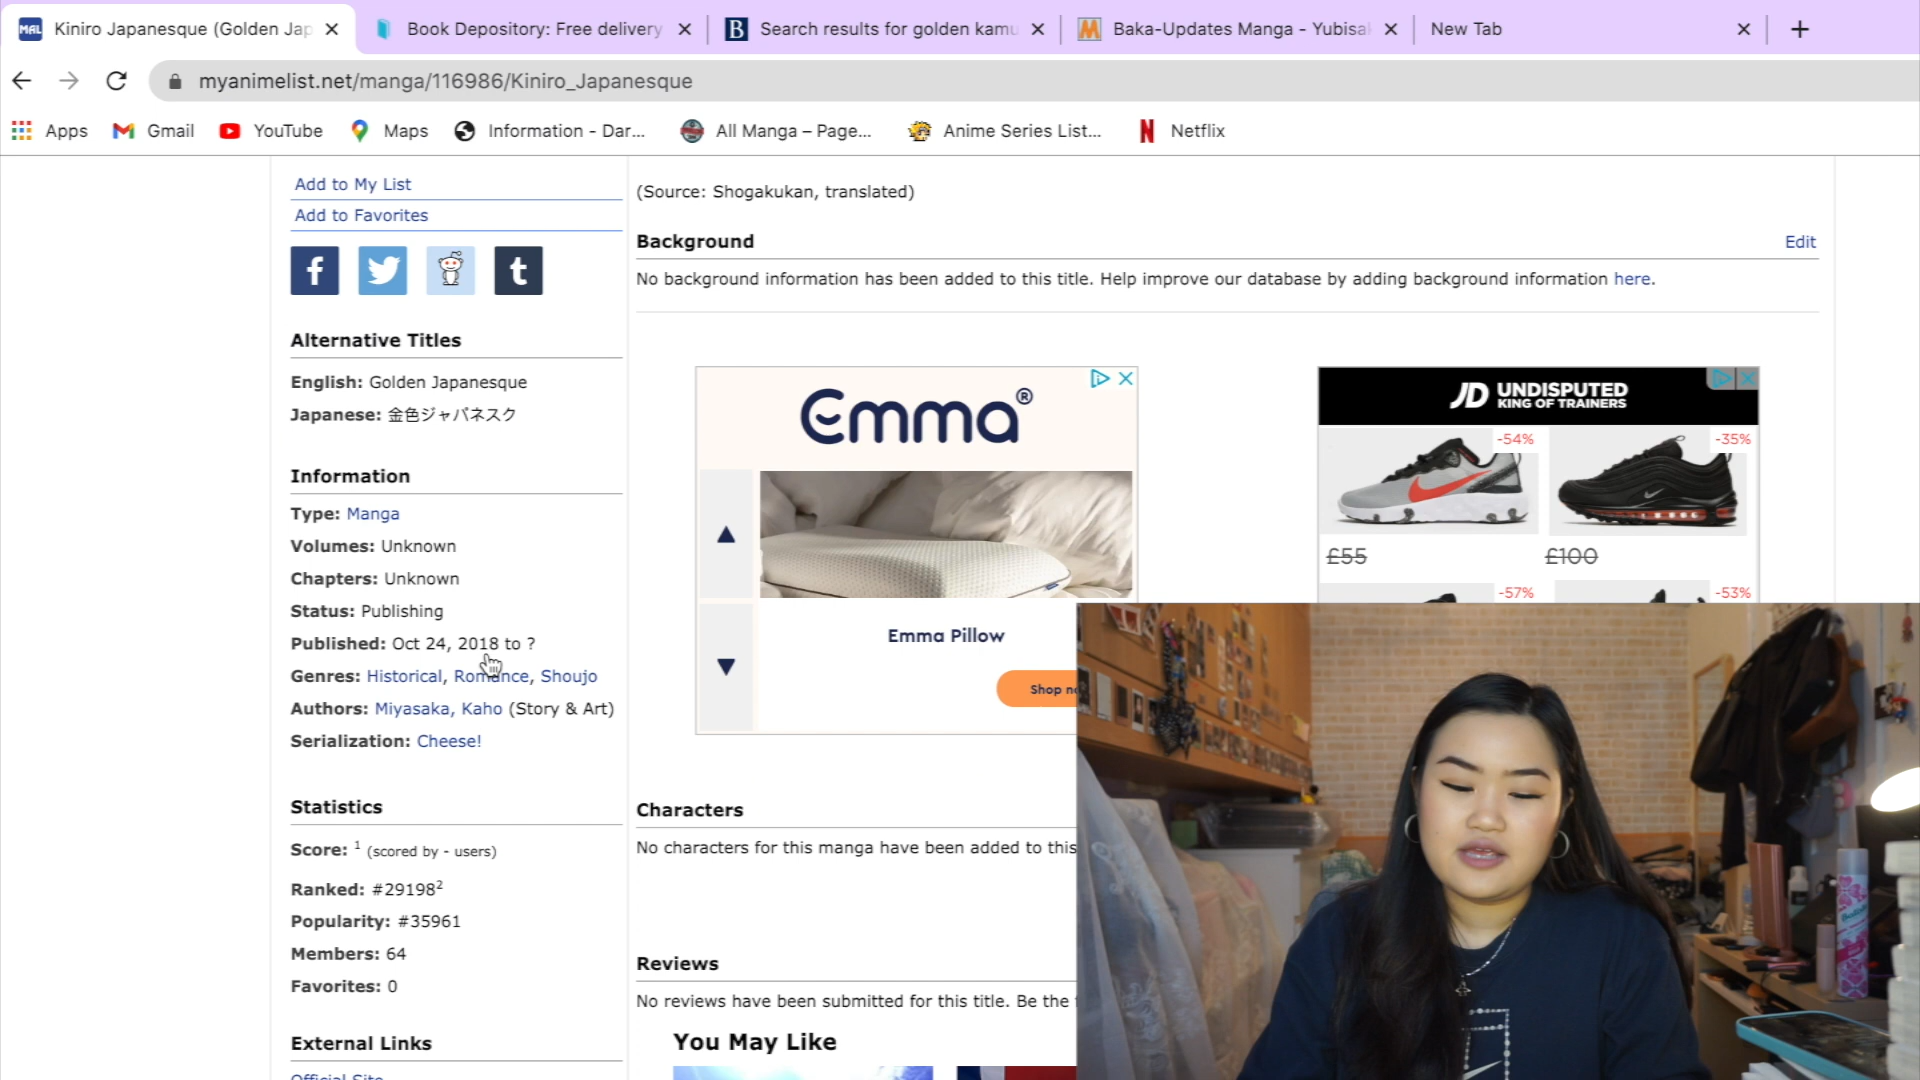 MAL Kiniro Japanesque (Golden Jap
Book Depository: Free delivery
B Search results for golden kamu
M Baka-Updates Manga - Yubisa
New Tab
myanimelist.net/manga/116986/Kiniro_Japanesque
Apps
Gmail
YouTube
Maps
Information - Dar...
All Manga – Page...
Anime Series List...
Netflix
Add to My List
Add to Favorites
(Source: Shogakukan, translated)
Background
Edit
No background information has been added to this title. Help improve our database by adding background information here.
Alternative Titles
English: Golden Japanesque
Japanese: 金色ジャパネスク
Information
Type: Manga
Volumes: Unknown
Chapters: Unknown
Status: Publishing
Published: Oct 24, 2018 to ?
Genres: Historical, Romance, Shoujo
Authors: Miyasaka, Kaho (Story & Art)
Serialization: Cheese!
Statistics
Score: 1 (scored by - users)
Ranked: #29198²
Popularity: #35961
Members: 64
Favorites: 0
External Links
Official Site
Emma®
Emma Pillow
Shop
JD UNDISPUTED
KING OF TRAINERS
-54%
-35%
£55
£100
-57%
-53%
Characters
No characters for this manga have been added to this
Reviews
No reviews have been submitted for this title. Be the
You May Like